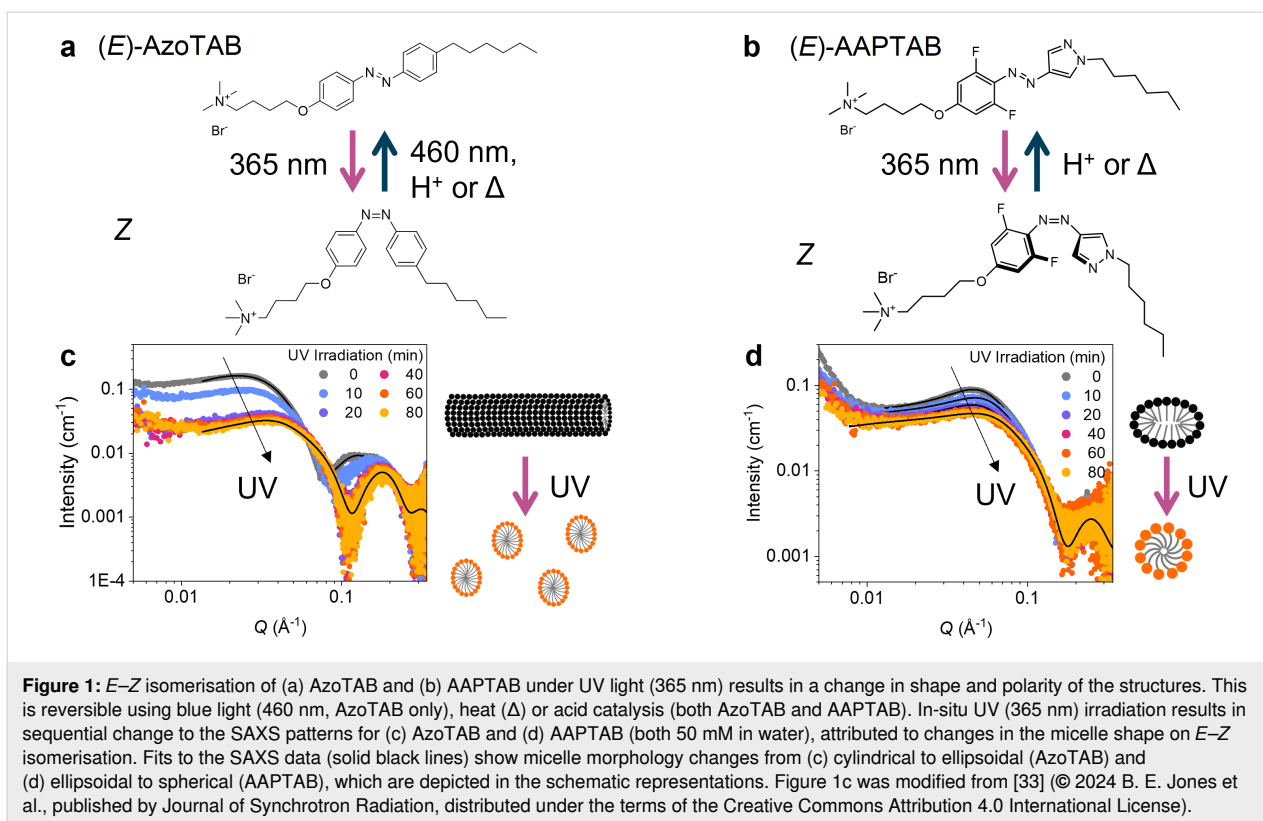 a (E)-AzoTAB
N
N
N+
O
Br-
365 nm
460 nm,
H+ or Δ
Z
N=N
Br-
O
N+
b (E)-AAPTAB
F
N
N
N
N
N+
O
F
Br-
365 nm
H+ or Δ
Z
F
N=N
F
N
N
Br-
O
N+
c
UV Irradiation (min)
0 40
10 60
20 80
0.1
0.01
0.001
1E-4
0.01 0.1
Intensity (cm-1)
Q (Å-1)
UV
UV
d
UV Irradiation (min)
0
10
20
40
60
80
0.1
0.01
0.001
0.01 0.1
Intensity (cm-1)
Q (Å-1)
UV
UV
Figure 1: E–Z isomerisation of (a) AzoTAB and (b) AAPTAB under UV light (365 nm) results in a change in shape and polarity of the structures. This
is reversible using blue light (460 nm, AzoTAB only), heat (Δ) or acid catalysis (both AzoTAB and AAPTAB). In-situ UV (365 nm) irradiation results in
sequential change to the SAXS patterns for (c) AzoTAB and (d) AAPTAB (both 50 mM in water), attributed to changes in the micelle shape on E–Z
isomerisation. Fits to the SAXS data (solid black lines) show micelle morphology changes from (c) cylindrical to ellipsoidal (AzoTAB) and
(d) ellipsoidal to spherical (AAPTAB), which are depicted in the schematic representations. Figure 1c was modified from [33] (© 2024 B. E. Jones et
al., published by Journal of Synchrotron Radiation, distributed under the terms of the Creative Commons Attribution 4.0 International License).